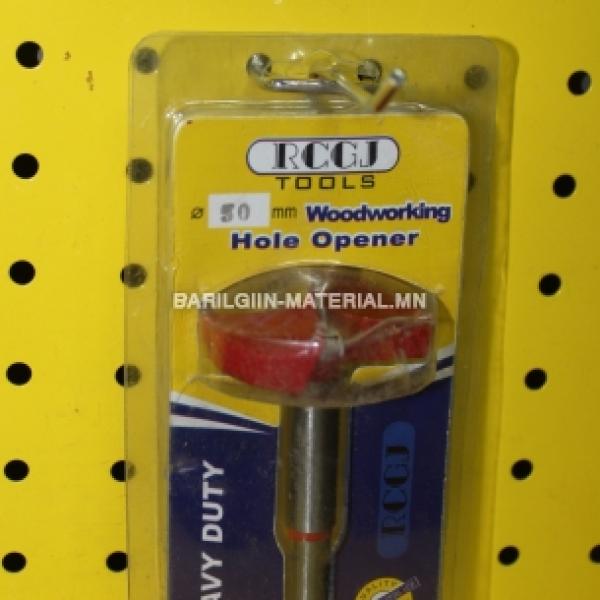 RCGJ
TOOLS
ø 50 mm Woodworking
Hole Opener
BARILGIIN-MATERIAL.MN
AVY DUTY
RCGJ